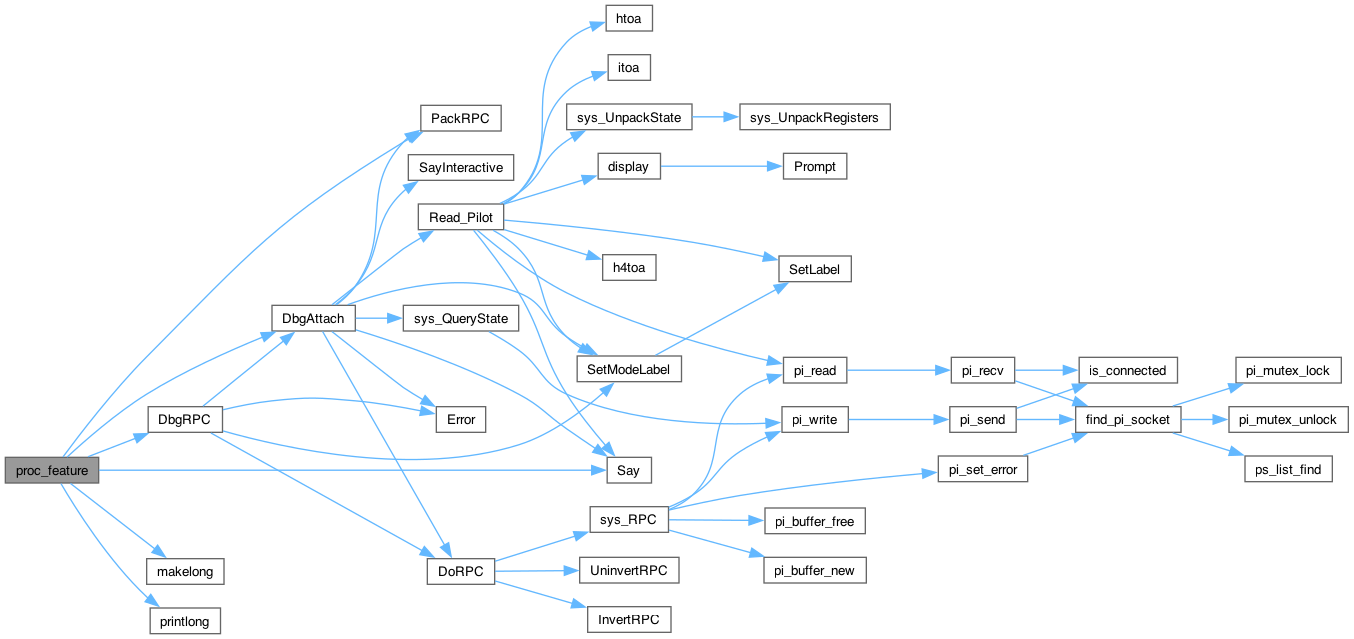 htoa
itoa
PackRPC
sys_UnpackState
sys_UnpackRegisters
SayInteractive
display
Prompt
Read_Pilot
h4toa
SetLabel
DbgAttach
sys_QueryState
SetModeLabel
pi_read
pi_recv
is_connected
pi_mutex_lock
DbgRPC
Error
pi_write
pi_send
find_pi_socket
pi_mutex_unlock
proc_feature
Say
pi_set_error
ps_list_find
sys_RPC
pi_buffer_free
makelong
DoRPC
UninvertRPC
pi_buffer_new
printlong
InvertRPC